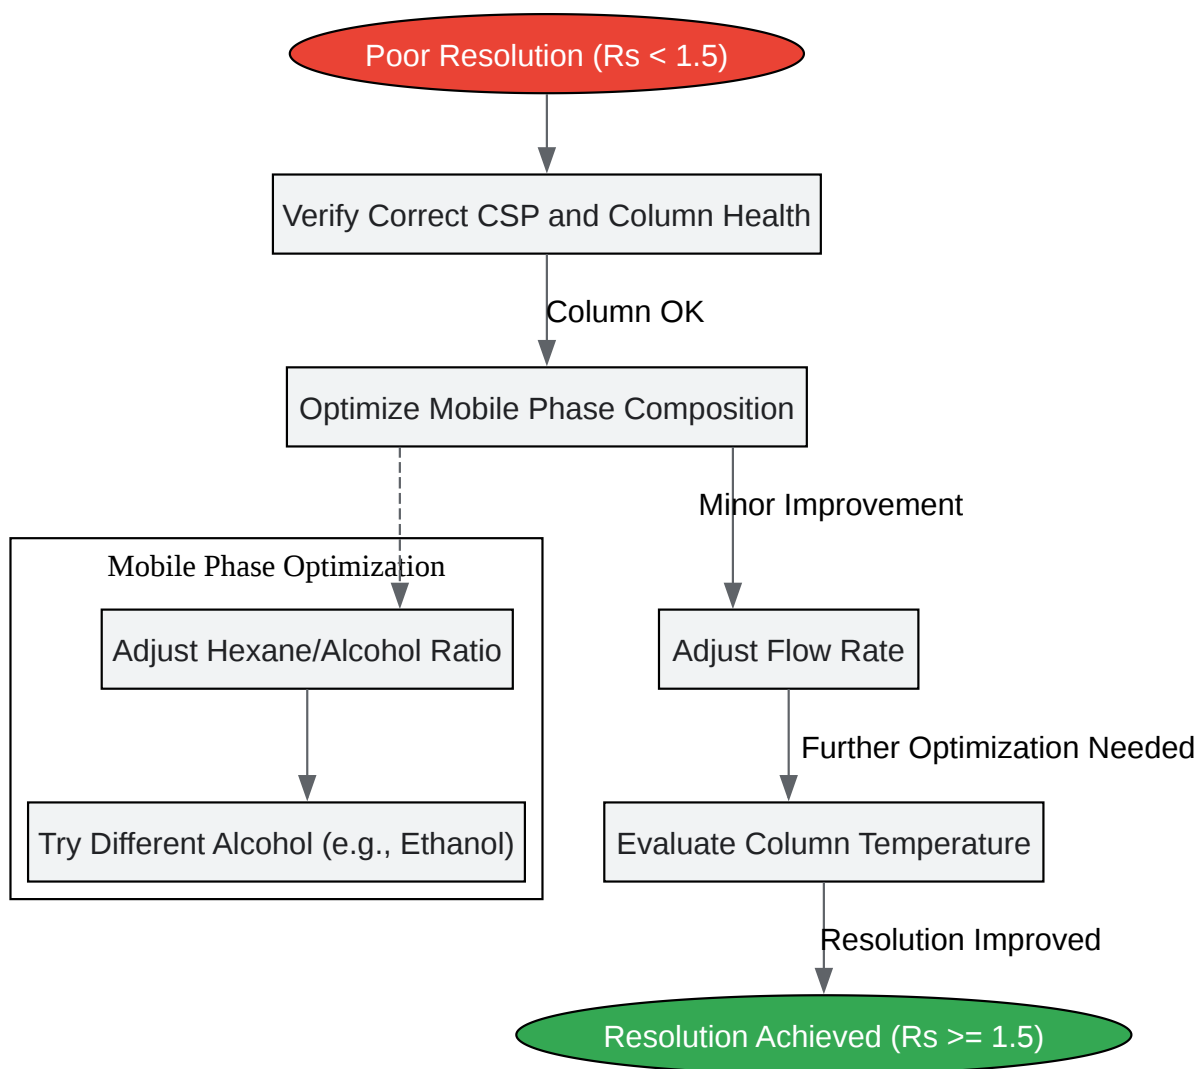 Poor Resolution (Rs < 1.5)
Verify Correct CSP and Column Health
Column OK
Optimize Mobile Phase Composition
Minor Improvement
Mobile Phase Optimization
Adjust Hexane/Alcohol Ratio
Adjust Flow Rate
Further Optimization Needed
Try Different Alcohol (e.g., Ethanol)
Evaluate Column Temperature
Resolution Improved
Resolution Achieved (Rs >= 1.5)